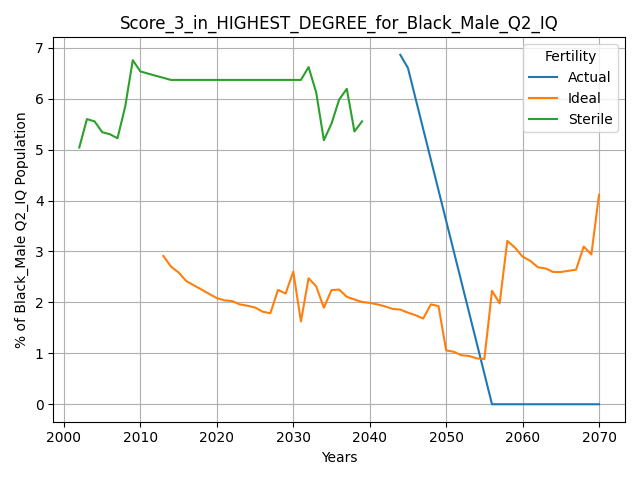 Score_3_in_HIGHEST_DEGREE_for_Black_Male_Q2_IQ
% of Black_Male Q2_IQ Population
7
6
5
4
3
2
1
0
Fertility
Actual
Ideal
Sterile
2000 2010 2020 2030 2040 2050 2060 2070
Years